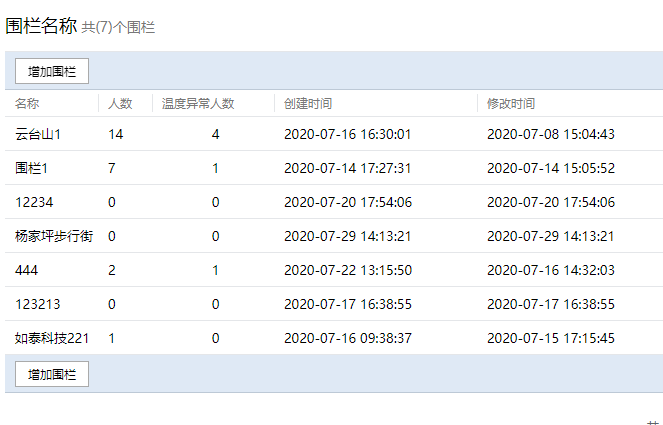 围栏名称 共(7)个围栏
增加围栏
名称 人数 温度异常人数 创建时间 修改时间
云台山1 14 4 2020-07-16 16:30:01 2020-07-08 15:04:43
围栏1 7 1 2020-07-14 17:27:31 2020-07-14 15:05:52
12234 0 0 2020-07-20 17:54:06 2020-07-20 17:54:06
杨家坪步行街 0 0 2020-07-29 14:13:21 2020-07-29 14:13:21
444 2 1 2020-07-22 13:15:50 2020-07-16 14:32:03
123213 0 0 2020-07-17 16:38:55 2020-07-17 16:38:55
如泰科技221 1 0 2020-07-16 09:38:37 2020-07-15 17:15:45
增加围栏